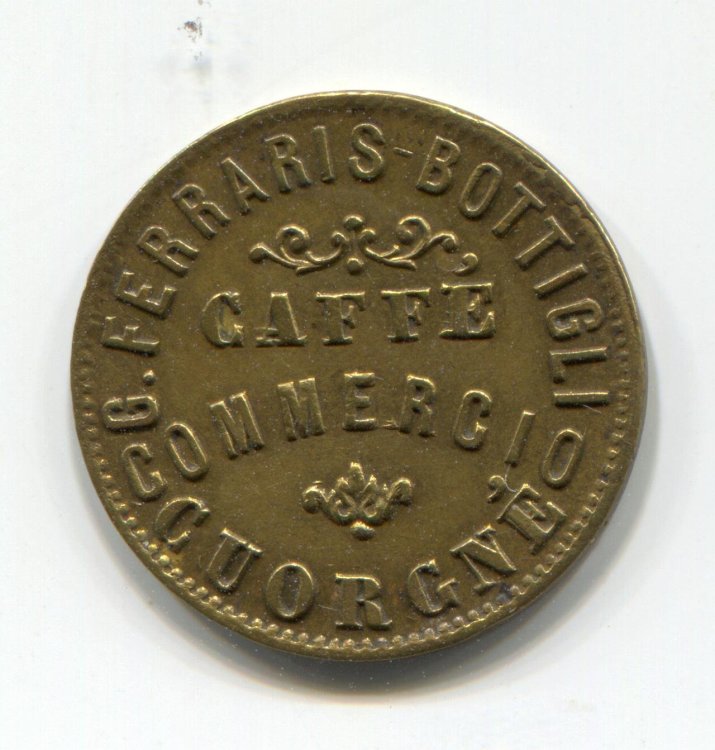 G. FERRARIS-BOTTIGLI
CAFFÈ
COMMERCIO
CUORGNÈ